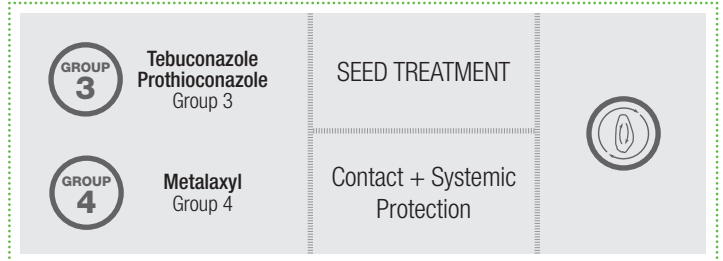 GROUP
3
Tebuconazole
Prothioconazole
Group 3
GROUP
4
Metalaxyl
Group 4
SEED TREATMENT
Contact + Systemic
Protection